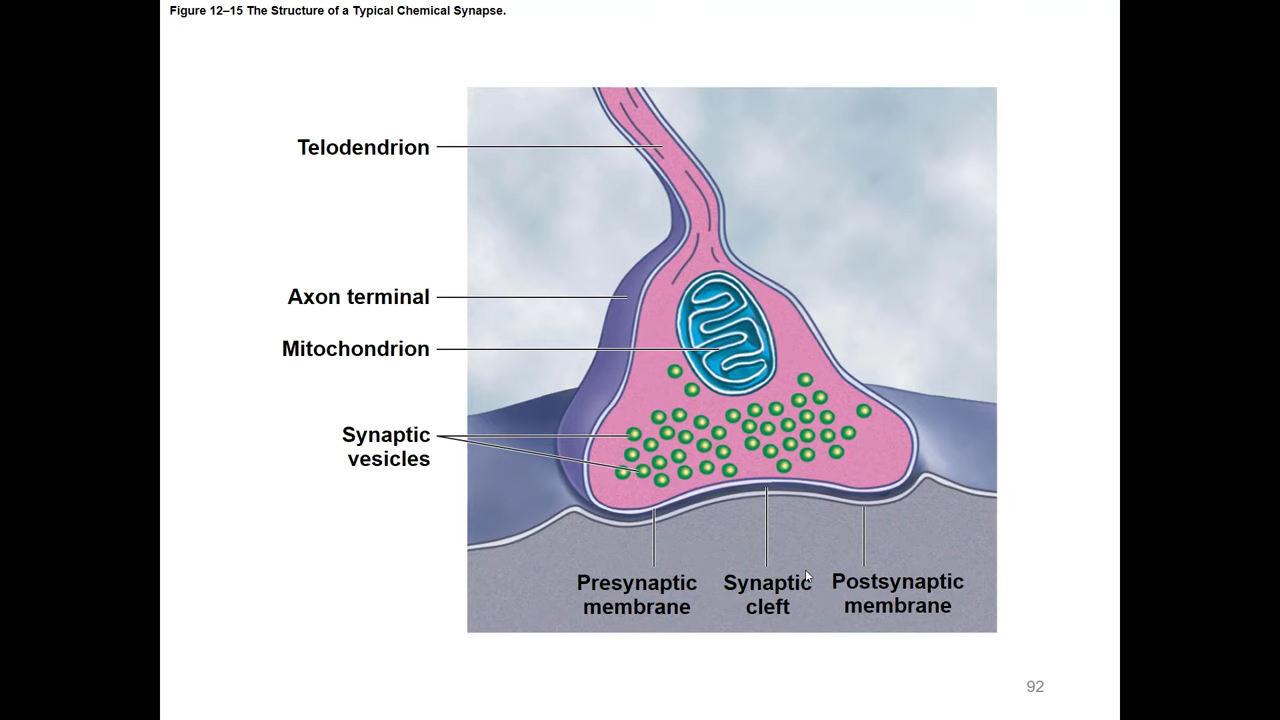 Figure 12–15 The Structure of a Typical Chemical Synapse.
Telodendrion
Axon terminal
Mitochondrion
Synaptic
vesicles
Presynaptic
membrane
Synaptic
cleft
Postsynaptic
membrane
92